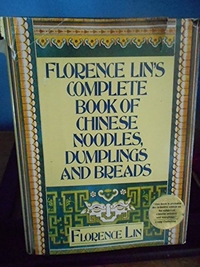 FLORENCE LIN'S
COMPLETE
BOOK OF
CHINESE
NOODLES,
DUMPLINGS
AND BREADS
FLORENCE LIN